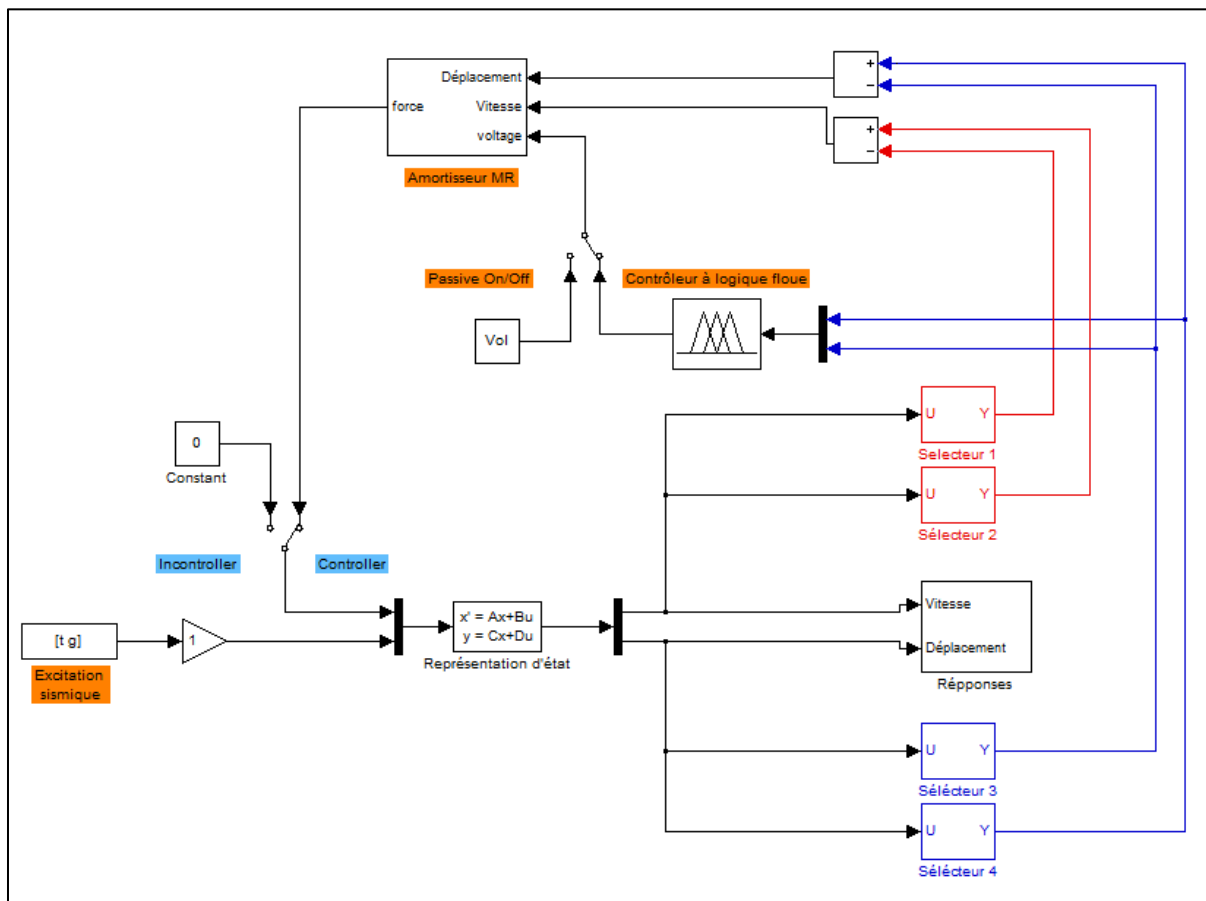 Déplacement
force
Vitesse
voltage
Amortisseur MR
+
−
+
−
Passive On/Off
Contrôleur à logique floue
Vol
0
Constant
U Y
Selecteur 1
U Y
Sélecteur 2
Incontroller
Controller
[t g]
Excitation
sismique
1
x' = Ax+Bu
y = Cx+Du
Représentation d'état
Vitesse
Déplacement
Répponses
U Y
Sélécteur 3
U Y
Sélécteur 4